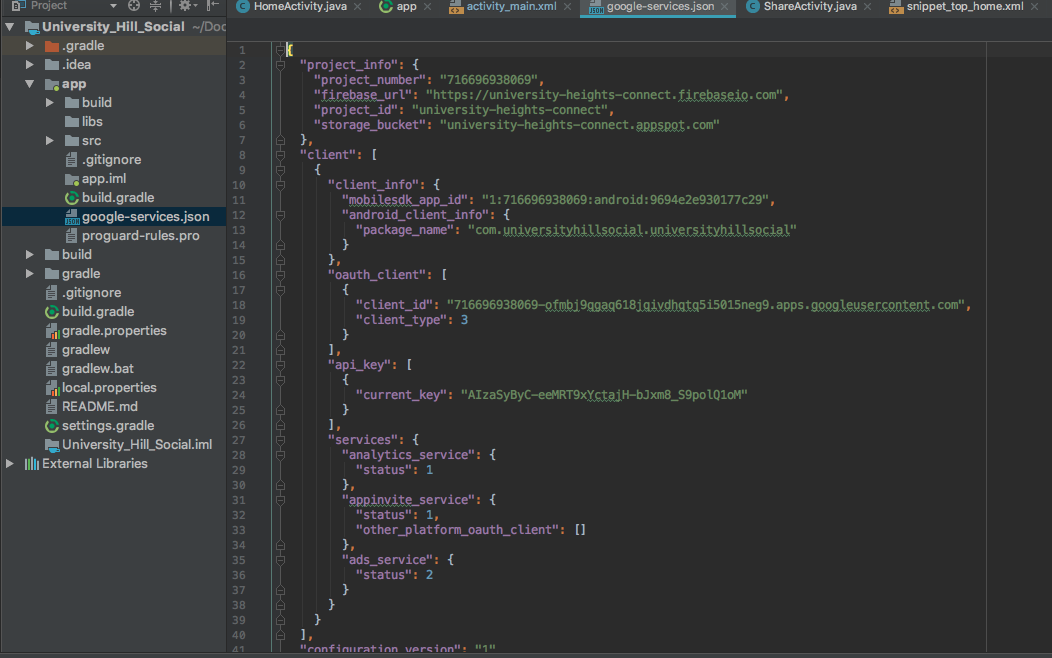 Project
HomeActivity.java
app
activity_main.xml
google-services.json
ShareActivity.java
snippet_top_home.xml
University_Hill_Social ~/Doc
.gradle
.idea
app
build
libs
src
.gitignore
app.iml
build.gradle
google-services.json
proguard-rules.pro
build
gradle
.gitignore
build.gradle
gradle.properties
gradlew
gradlew.bat
local.properties
README.md
settings.gradle
University_Hill_Social.iml
External Libraries
1 {
2 "project_info": {
3 "project_number": "716696938069",
4 "firebase_url": "https://university-heights-connect.firebaseio.com",
5 "project_id": "university-heights-connect",
6 "storage_bucket": "university-heights-connect.appspot.com"
7 },
8 "client": [
9 {
10 "client_info": {
11 "mobilesdk_app_id": "1:716696938069:android:9694e2e930177c29",
12 "android_client_info": {
13 "package_name": "com.universityhillsocial.universityhillsocial"
14 }
15 },
16 "oauth_client": [
17 {
18 "client_id": "716696938069-ofmbj9qgaq618jqivdhqtq5i5015neg9.apps.googleusercontent.com",
19 "client_type": 3
20 }
21 ],
22 "api_key": [
23 {
24 "current_key": "AIzaSyByC-eeMRT9xYctajH-bJxm8_S9polQ1oM"
25 }
26 ],
27 "services": {
28 "analytics_service": {
29 "status": 1
30 },
31 "appinvite_service": {
32 "status": 1,
33 "other_platform_oauth_client": []
34 },
35 "ads_service": {
36 "status": 2
37 }
38 }
39 }
40 ],
41 "configuration_version": "1"